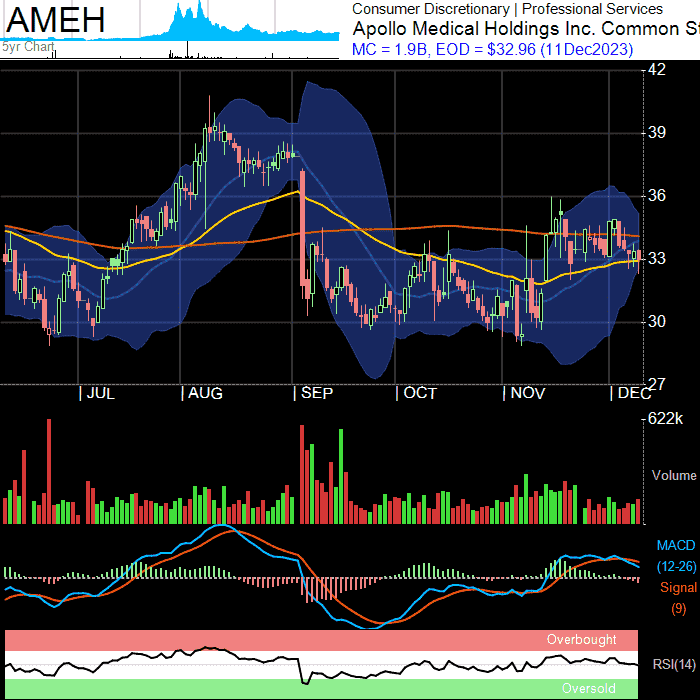 AMEH
5yr Chart
Consumer Discretionary | Professional Services
Apollo Medical Holdings Inc. Common St
MC = 1.9B, EOD = $32.96 (11Dec2023)
42
39
36
33
30
27
JUL AUG SEP OCT NOV DEC
622k
Volume
MACD
(12-26)
Signal
(9)
Overbought
RSI(14)
Oversold